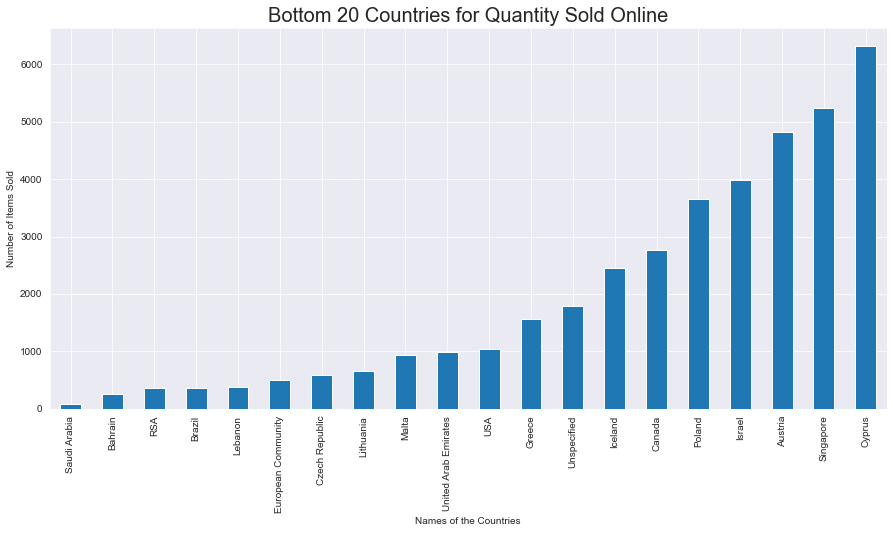 Bottom 20 Countries for Quantity Sold Online
Number of Items Sold
6000
5000
4000
3000
2000
1000
0
Saudi Arabia
Bahrain
RSA
Brazil
Lebanon
European Community
Czech Republic
Lithuania
Malta
United Arab Emirates
USA
Greece
Unspecified
Iceland
Canada
Poland
Israel
Austria
Singapore
Cyprus
Names of the Countries